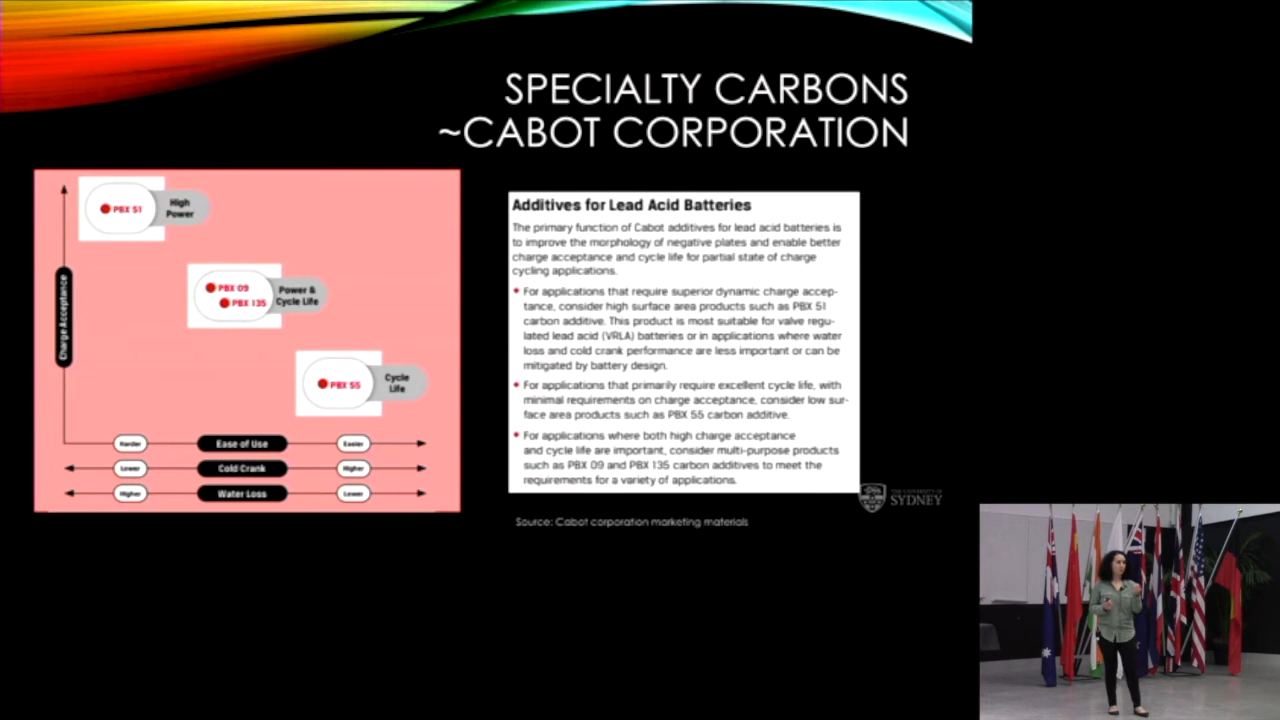 SPECIALTY CARBONS
~CABOT CORPORATION
PBX 51
High
Power
PBX 09
PBX 135
Power &
Cycle Life
PBX 55
Cycle
Life
Charge Acceptance
Harder
Ease of Use
Easier
Lower
Cold Crank
Higher
Higher
Water Loss
Lower
Additives for Lead Acid Batteries
The primary function of Cabot additives for lead acid batteries is
to improve the morphology of negative plates and enable better
charge acceptance and cycle life for partial state of charge
cycling applications.
• For applications that require superior dynamic charge accep-
tance, consider high surface area products such as PBX 51
carbon additive. This product is most suitable for valve regu-
lated lead acid (VRLA) batteries or in applications where water
loss and cold crank performance are less important or can be
mitigated by battery design.
• For applications that primarily require excellent cycle life, with
minimal requirements on charge acceptance, consider low sur-
face area products such as PBX 55 carbon additive.
• For applications where both high charge acceptance
and cycle life are important, consider multi-purpose products
such as PBX 09 and PBX 135 carbon additives to meet the
requirements for a variety of applications.
THE UNIVERSITY OF
SYDNEY
Source: Cabot corporation marketing materials